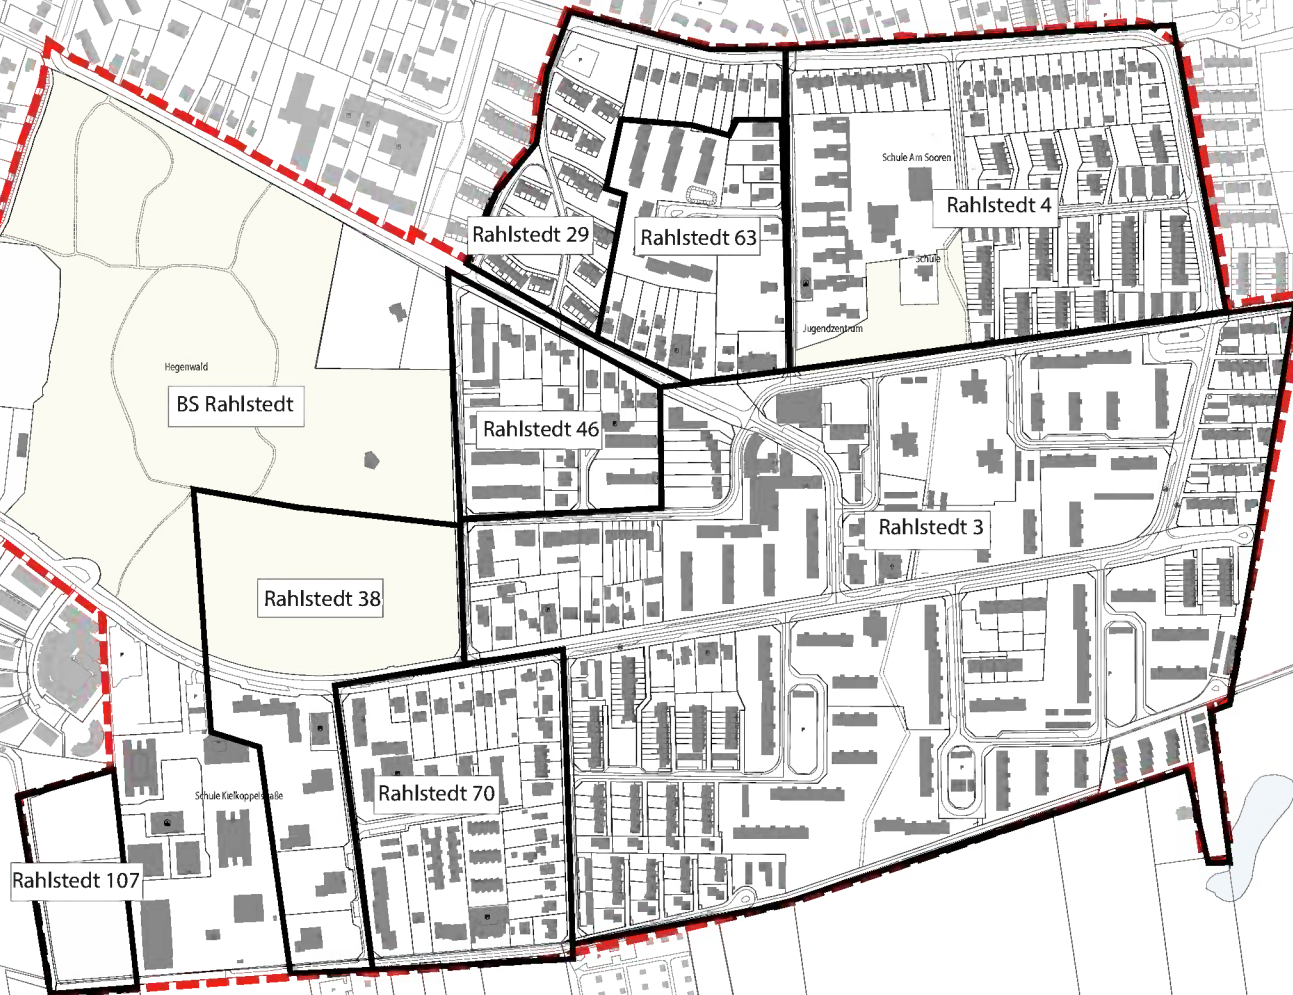 Schule Am Sooren
Rahlstedt 4
Rahlstedt 29
Rahlstedt 63
Schule
Jugendzentrum
Hegenwald
BS Rahlstedt
Rahlstedt 46
Rahlstedt 3
Rahlstedt 38
Rahlstedt 70
Schule Kielkoppelstraße
Rahlstedt 107